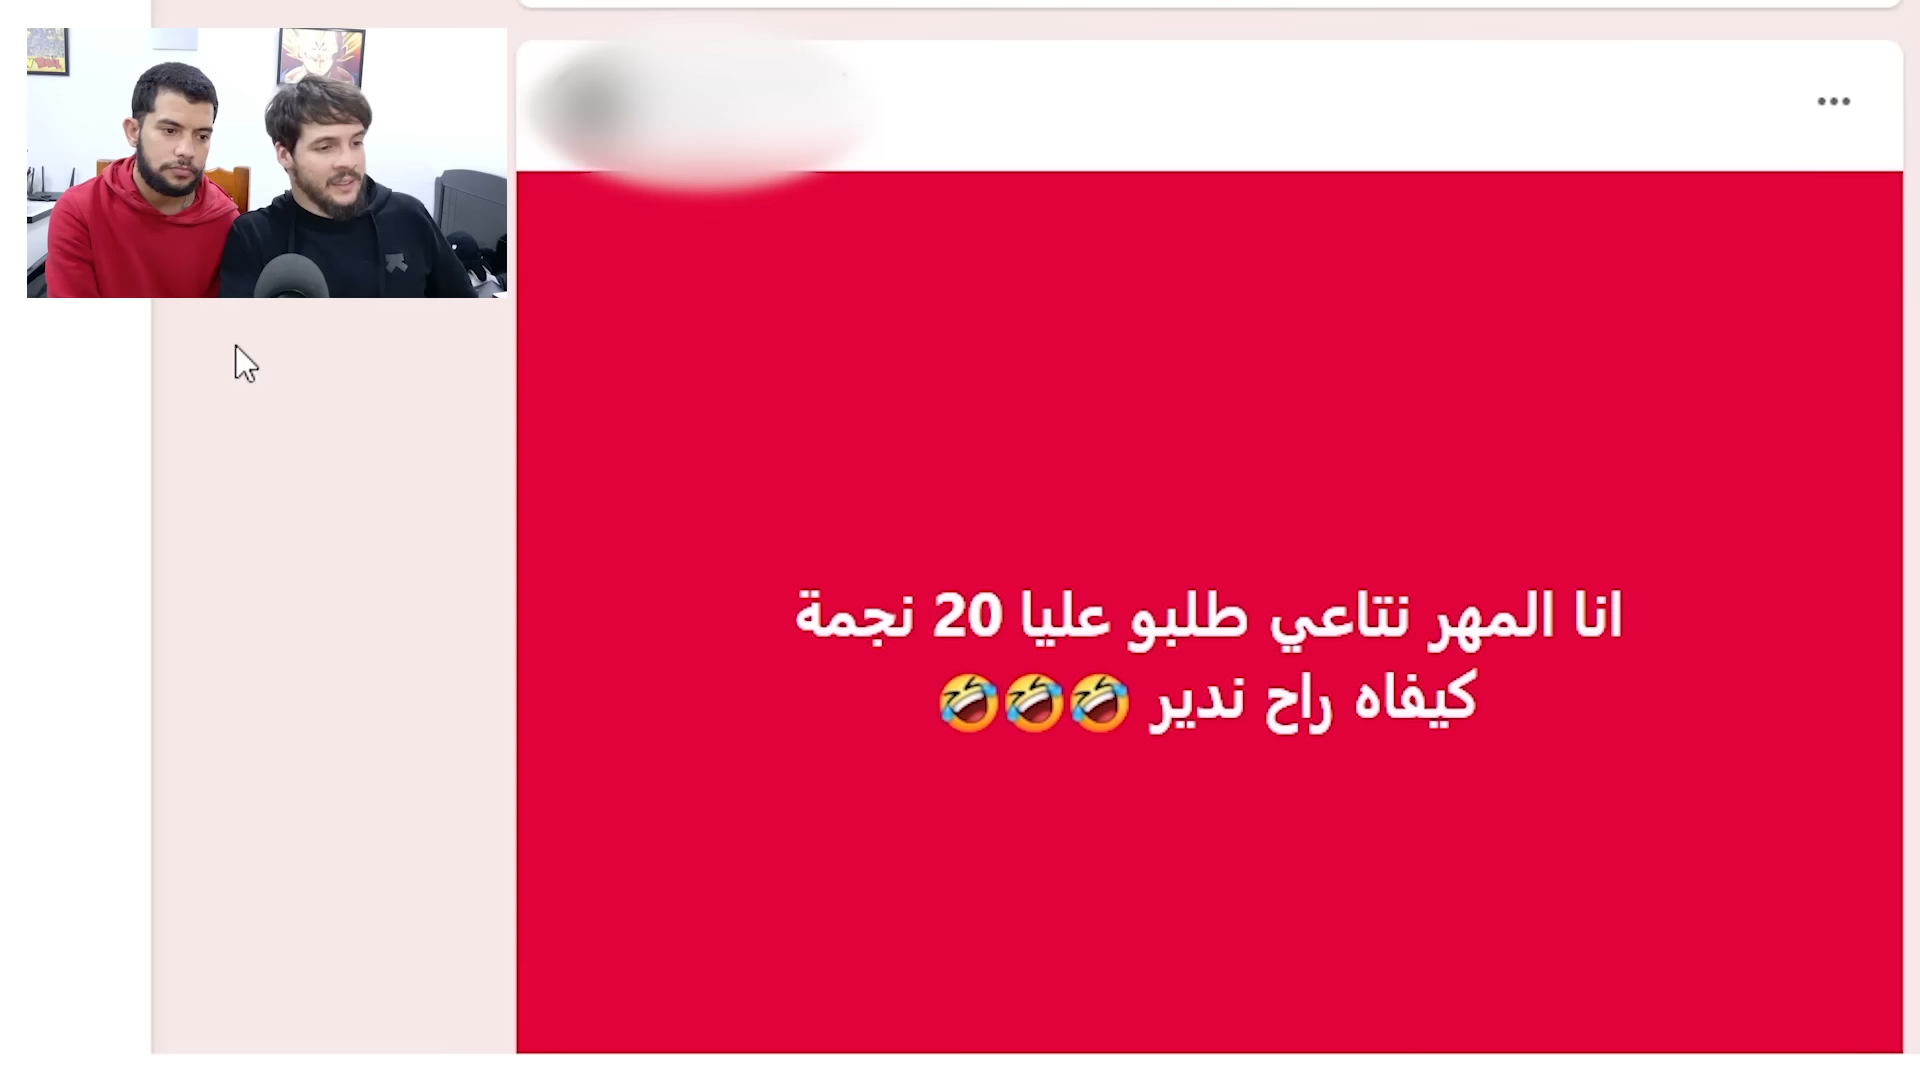 انا المهر نتاعي طلبو عليا 20 نجمة
كيفاه راح ندير 🤣🤣🤣